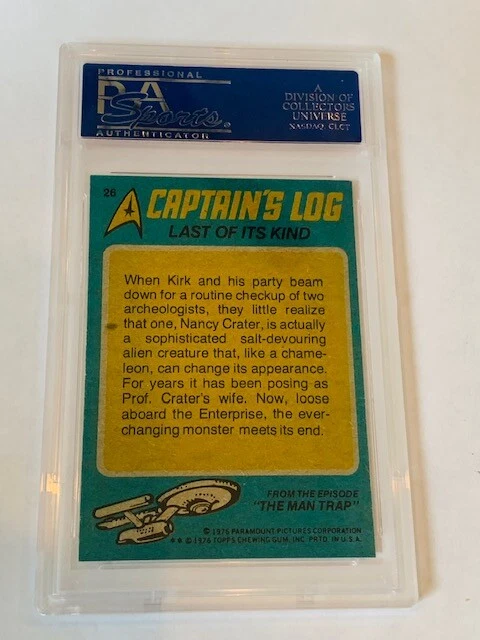 PROFESSIONAL
PSA
Sports.
AUTHENTICATOR
A
DIVISION OF
COLLECTORS
UNIVERSE
NASDAQ: CLCT
26
CAPTAIN'S LOG
LAST OF ITS KIND
When Kirk and his party beam
down for a routine checkup of two
archeologists, they little realize
that one, Nancy Crater, is actually
a sophisticated salt-devouring
alien creature that, like a chame-
leon, can change its appearance.
For years it has been posing as
Prof. Crater's wife. Now, loose
aboard the Enterprise, the ever-
changing monster meets its end.
FROM THE EPISODE
"THE MAN TRAP"
© 1976 PARAMOUNT PICTURES CORPORATION
** © 1976 TOPPS CHEWING GUM, INC. PRTD. IN U.S.A.